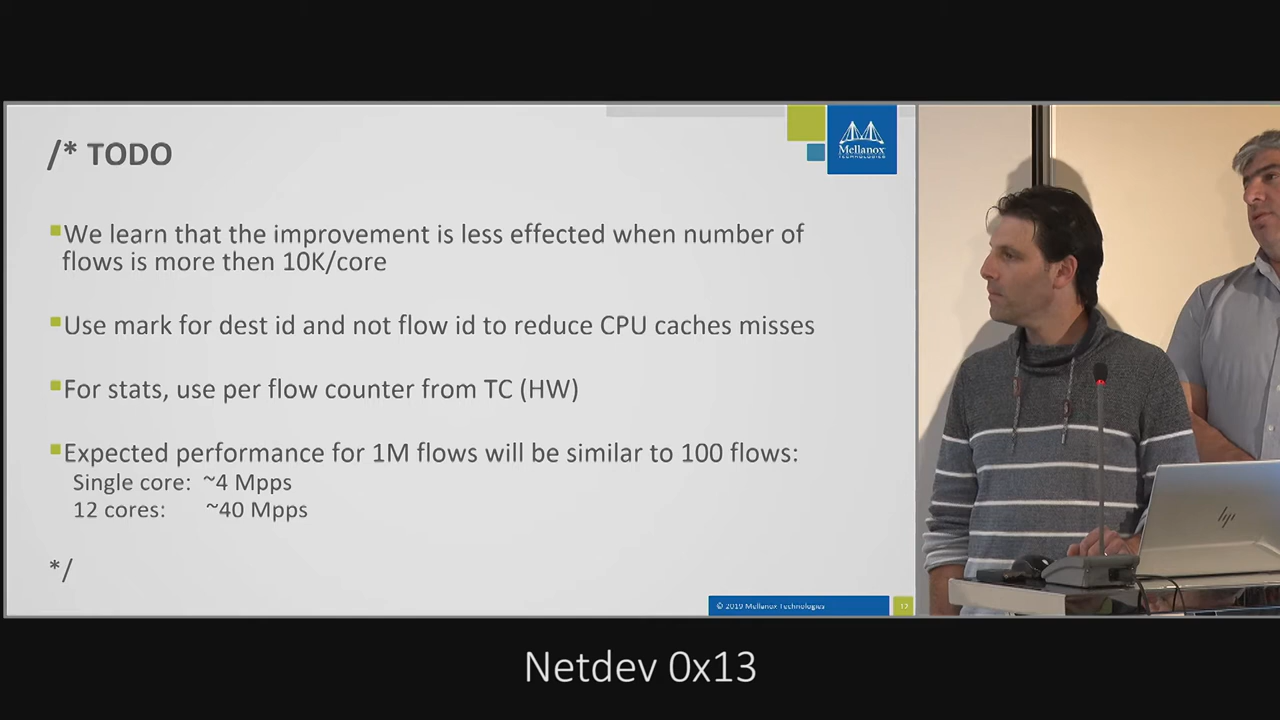 /* TODO
Mellanox
TECHNOLOGIES
We learn that the improvement is less effected when number of
flows is more then 10K/core
Use mark for dest id and not flow id to reduce CPU caches misses
For stats, use per flow counter from TC (HW)
Expected performance for 1M flows will be similar to 100 flows:
Single core: ~4 Mpps
12 cores: ~40 Mpps
*/
© 2019 Mellanox Technologies
12
hp
Netdev 0x13